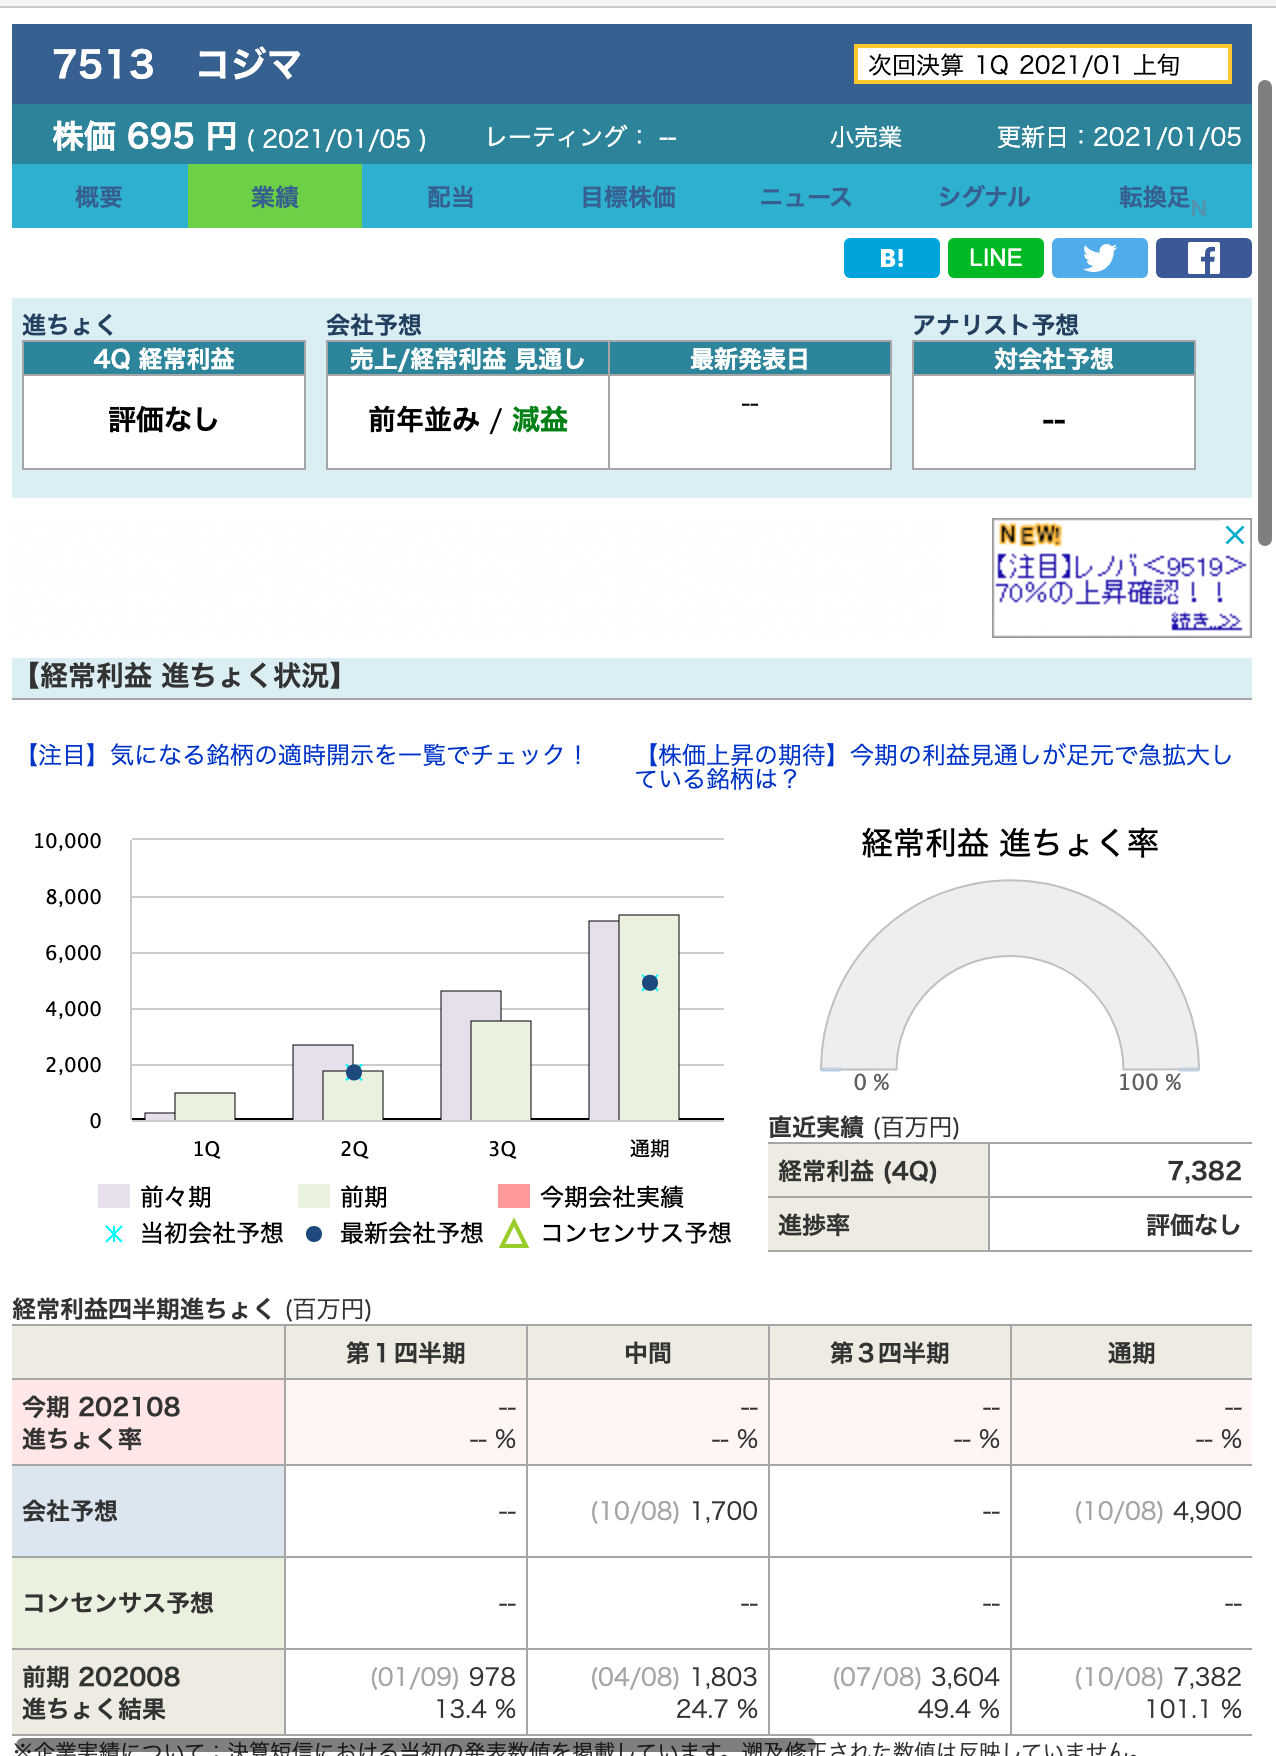 7513 コジマ
次回決算 1Q 2021/01 上旬
株価 695 円 ( 2021/01/05 ) レーティング： -- 小売業 更新日：2021/01/05
概要 業績 配当 目標株価 ニュース シグナル 転換足N
B! LINE
進ちょく 会社予想 アナリスト予想
4Q 経常利益 売上/経常利益 見通し 最新発表日 対会社予想
評価なし 前年並み / 減益 -- --
NEW!
【注目】レノバ<9519>
70%の上昇確認！！
続き..>>
【経常利益 進ちょく状況】
【注目】気になる銘柄の適時開示を一覧でチェック！
【株価上昇の期待】今期の利益見通しが足元で急拡大し
ている銘柄は？
10,000
8,000
6,000
4,000
2,000
0
1Q 2Q 3Q 通期
前々期 前期 今期会社実績
当初会社予想 最新会社予想 コンセンサス予想
経常利益 進ちょく率
0 % 100 %
直近実績 (百万円)
経常利益 (4Q) 7,382
進捗率 評価なし
経常利益四半期進ちょく (百万円)
第１四半期 中間 第３四半期 通期
今期 202108 -- -- -- --
進ちょく率 -- % -- % -- % -- %
会社予想 -- (10/08) 1,700 -- (10/08) 4,900
コンセンサス予想 -- -- -- --
前期 202008 (01/09) 978 (04/08) 1,803 (07/08) 3,604 (10/08) 7,382
進ちょく結果 13.4 % 24.7 % 49.4 % 101.1 %
※企業実績について：決算短信における当初の発表数値を掲載しています。遡及修正された数値は反映していません。